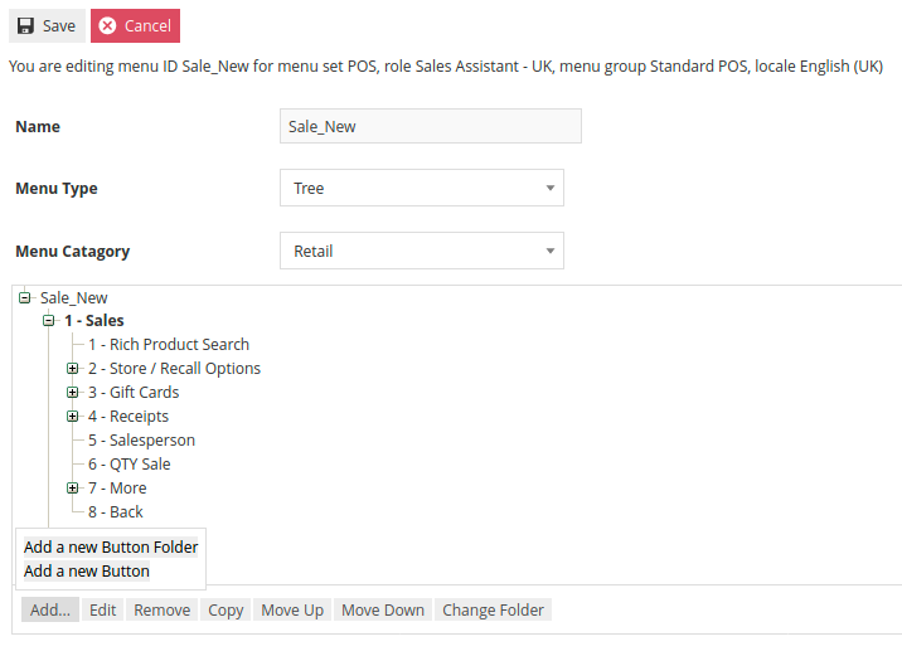 Save Cancel
You are editing menu ID Sale_New for menu set POS, role Sales Assistant - UK, menu group Standard POS, locale English (UK)
Name Sale_New
Menu Type Tree
Menu Catagory Retail
Sale_New
1 - Sales
1 - Rich Product Search
2 - Store / Recall Options
3 - Gift Cards
4 - Receipts
5 - Salesperson
6 - QTY Sale
7 - More
8 - Back
Add a new Button Folder
Add a new Button
Add... Edit Remove Copy Move Up Move Down Change Folder